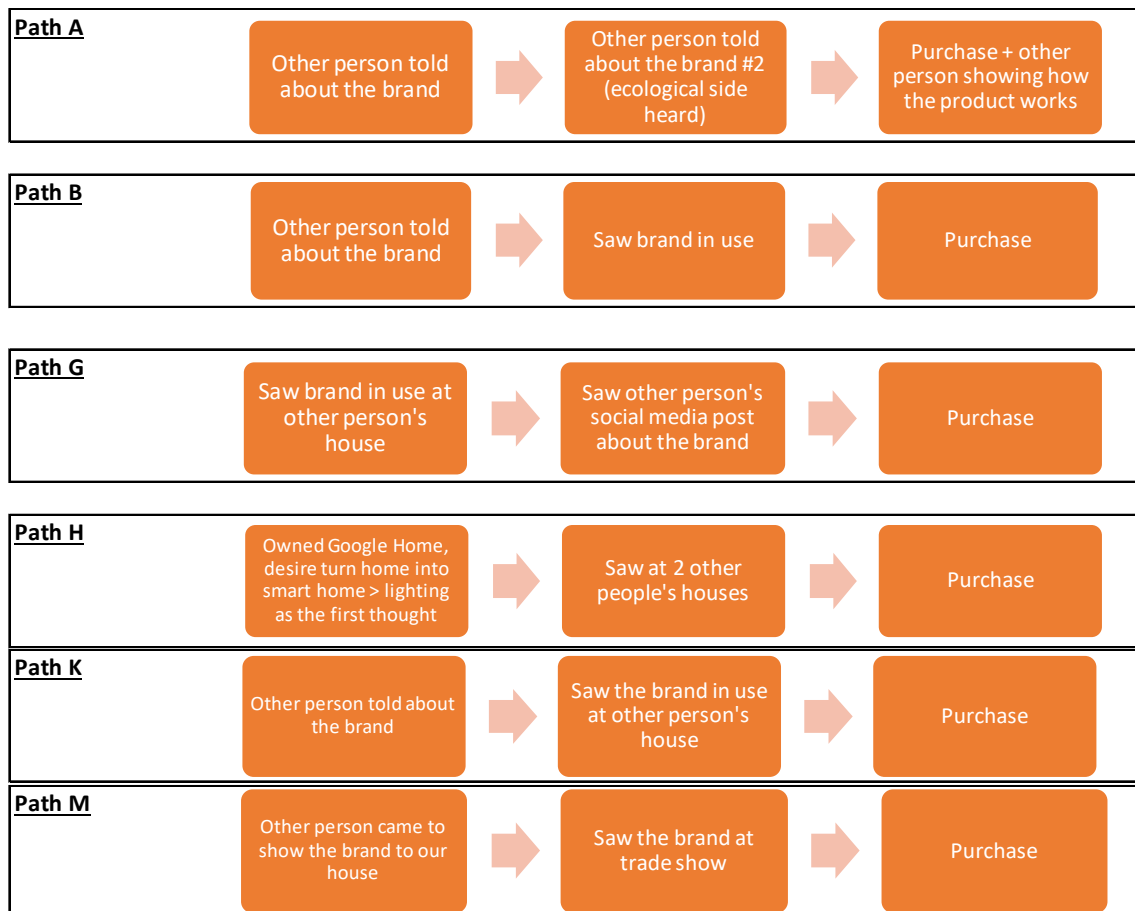 Path A
Other person told
about the brand
Other person told
about the brand #2
(ecological side
heard)
Purchase + other
person showing how
the product works
Path B
Other person told
about the brand
Saw brand in use
Purchase
Path G
Saw brand in use at
other person's
house
Saw other person's
social media post
about the brand
Purchase
Path H
Owned Google Home,
desire turn home into
smart home > lighting
as the first thought
Saw at 2 other
people's houses
Purchase
Path K
Other person told about
the brand
Saw the brand in use
at other person's
house
Purchase
Path M
Other person came to
show the brand to our
house
Saw the brand at
trade show
Purchase